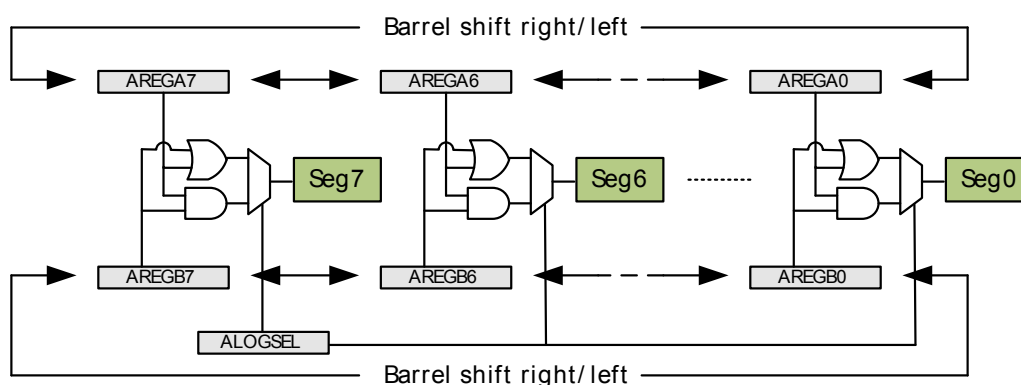 Barrel shift right/left
AREGA7 AREGA6 AREGA0
Seg7 Seg6 Seg0
AREGB7 AREGB6 AREGB0
ALOGSEL
Barrel shift right/left